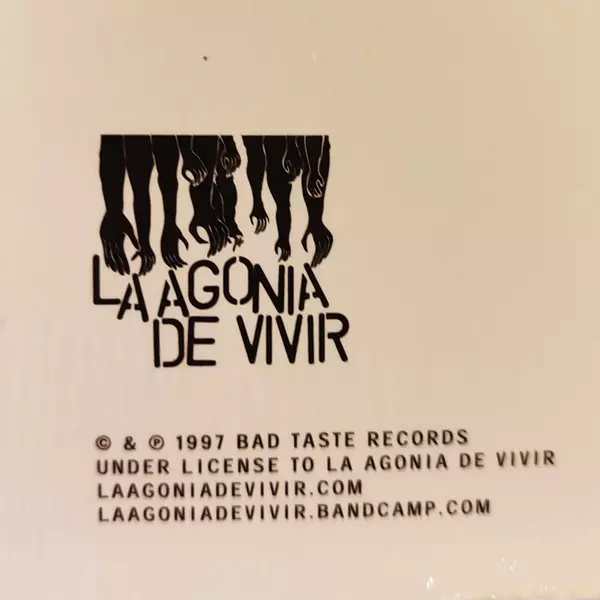 LA AGONIA
DE VIVIR
© & ℗ 1997 BAD TASTE RECORDS
UNDER LICENSE TO LA AGONIA DE VIVIR
LAAGONIADEVIVIR.COM
LAAGONIADEVIVIR.BANDCAMP.COM